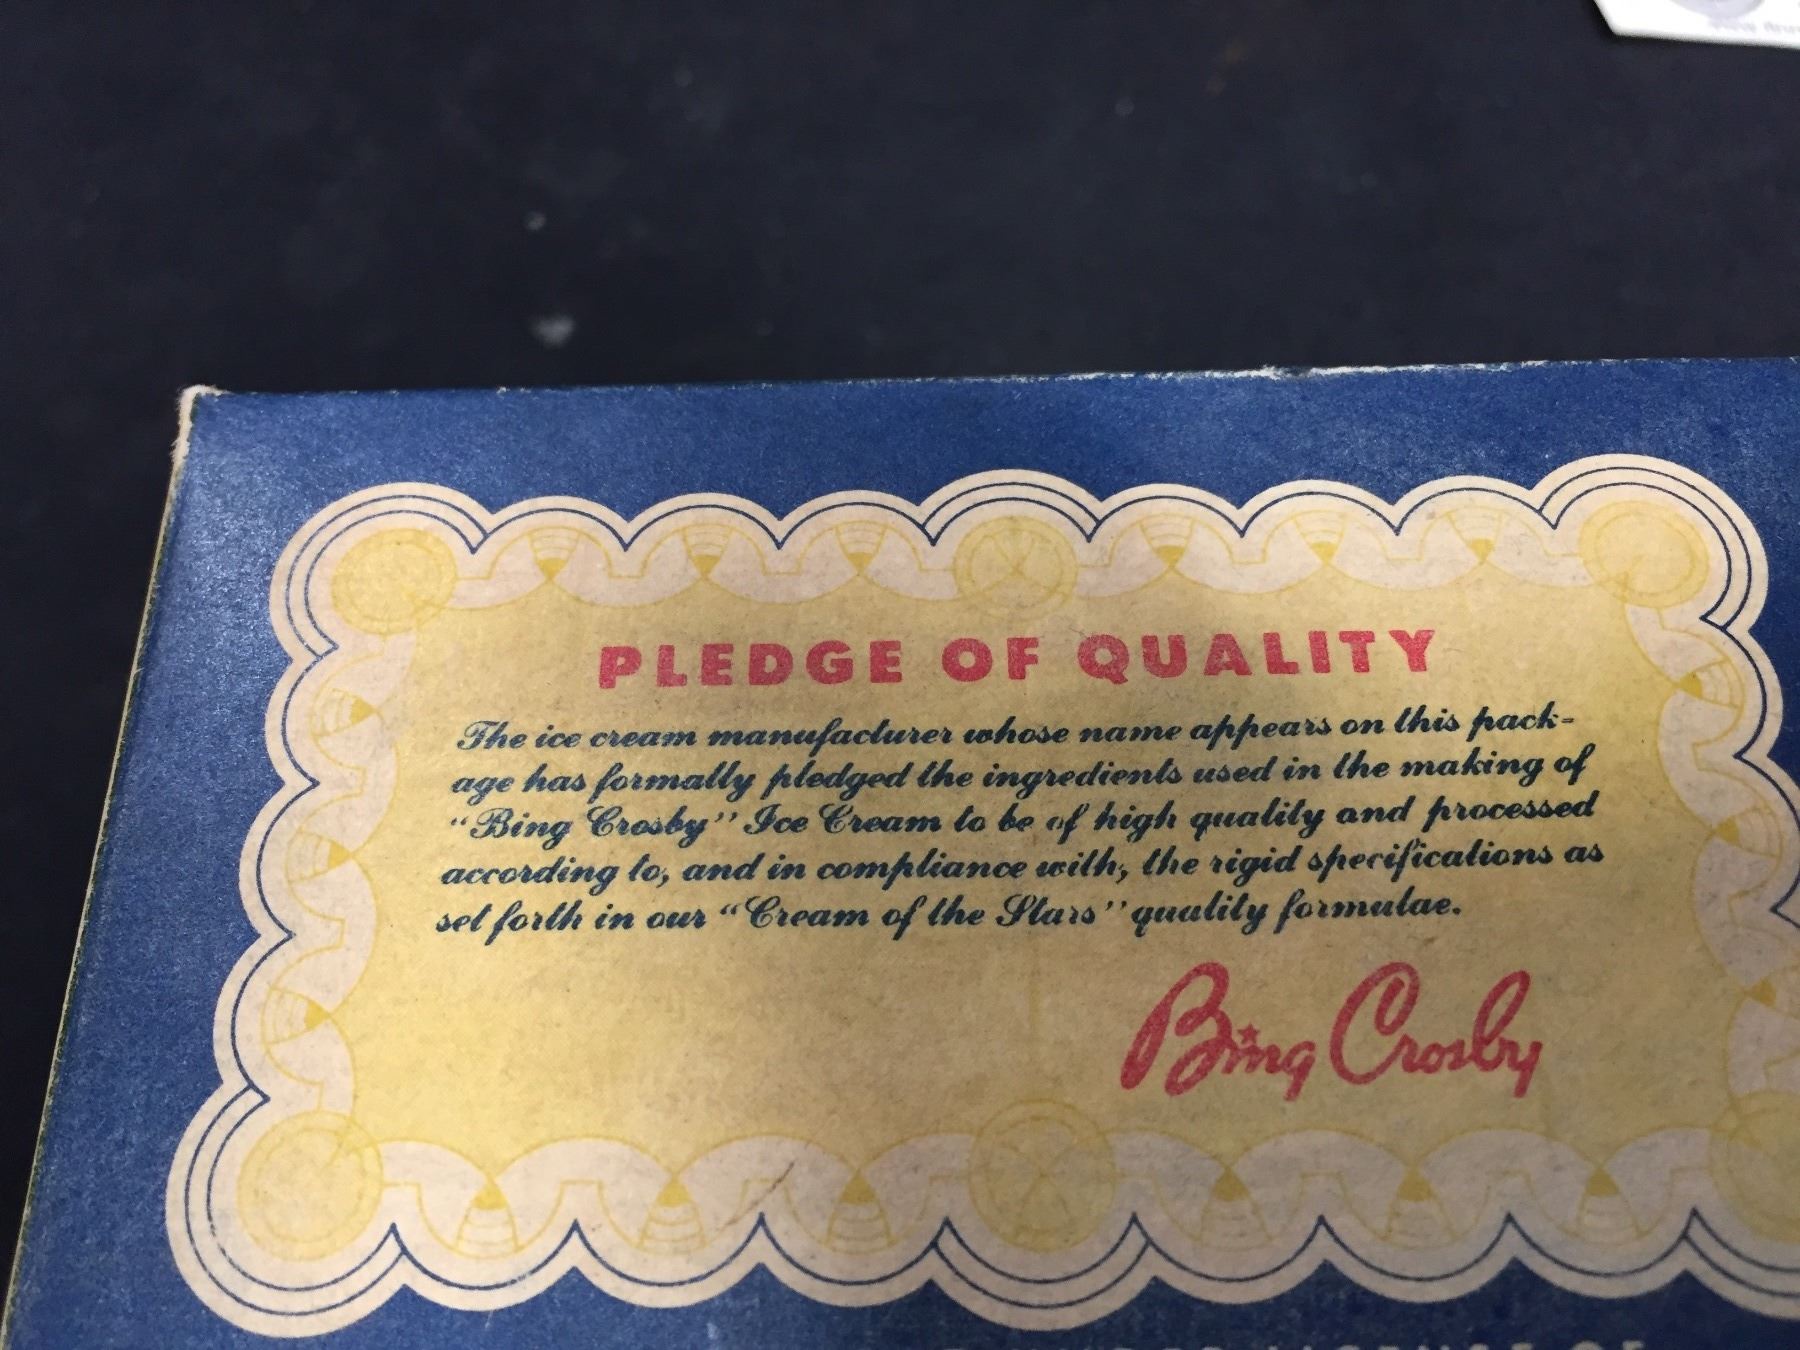 PLEDGE OF QUALITY
The ice cream manufacturer whose name appears on this pack-
age has formally pledged the ingredients used in the making of
“Bing Crosby” Ice Cream to be of high quality and processed
according to, and in compliance with, the rigid specifications as
set forth in our “Cream of the Stars” quality formulae.
Bing Crosby